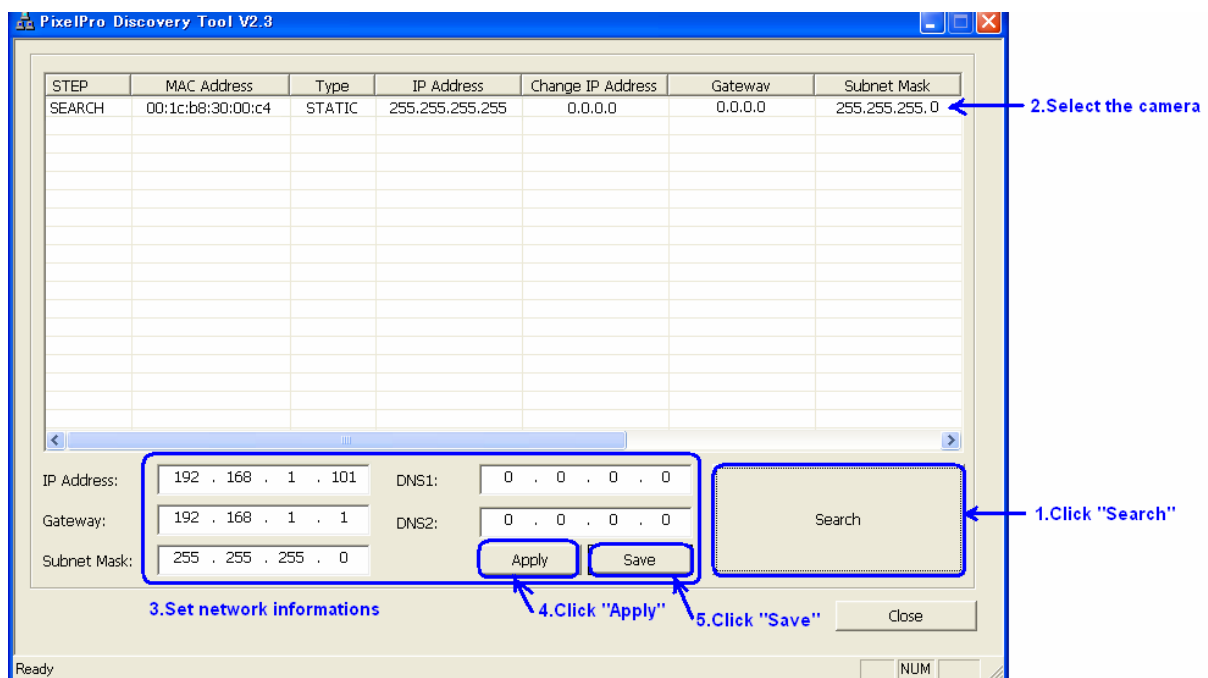 PixelPro Discovery Tool V2.3
STEP MAC Address Type IP Address Change IP Address Gateway Subnet Mask
SEARCH 00:1c:b8:30:00:c4 STATIC 255.255.255.255 0.0.0.0 0.0.0.0 255.255.255.0
2.Select the camera
IP Address: 192 . 168 . 1 . 101 DNS1: 0 . 0 . 0 . 0
Gateway: 192 . 168 . 1 . 1 DNS2: 0 . 0 . 0 . 0
Search
1.Click "Search"
Subnet Mask: 255 . 255 . 255 . 0 Apply Save
3.Set network informations
4.Click "Apply"
5.Click "Save"
Close
Ready NUM